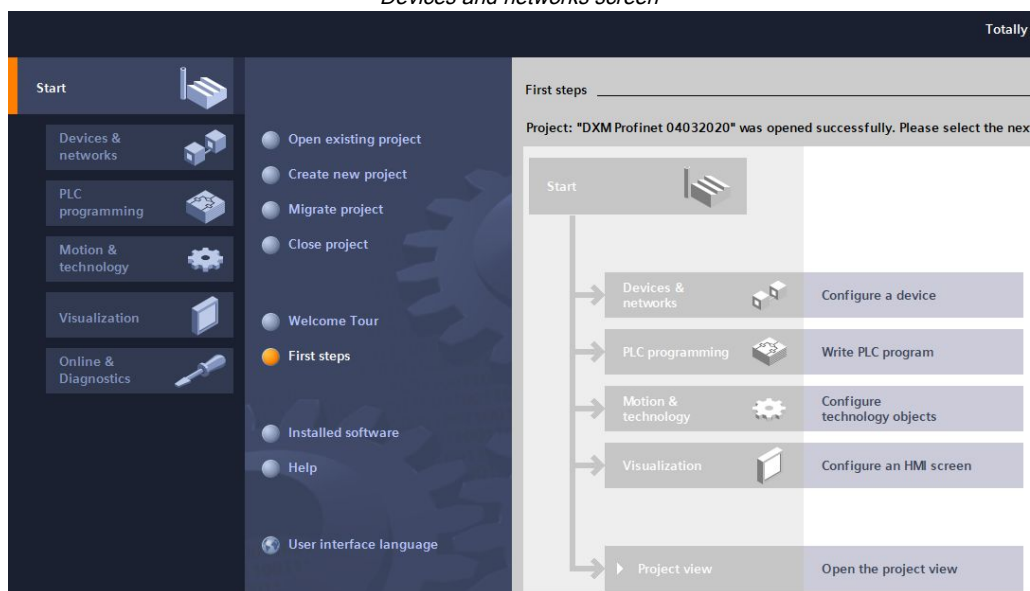 Devices and networks screen
Totally
Start
Devices &
networks
PLC
programming
Motion &
technology
Visualization
Online &
Diagnostics
Open existing project
Create new project
Migrate project
Close project
Welcome Tour
First steps
Installed software
Help
User interface language
First steps
Project: "DXM Profinet 04032020" was opened successfully. Please select the nex
Start
Devices &
networks
Configure a device
PLC programming
Write PLC program
Motion &
technology
Configure
technology objects
Visualization
Configure an HMI screen
Project view
Open the project view